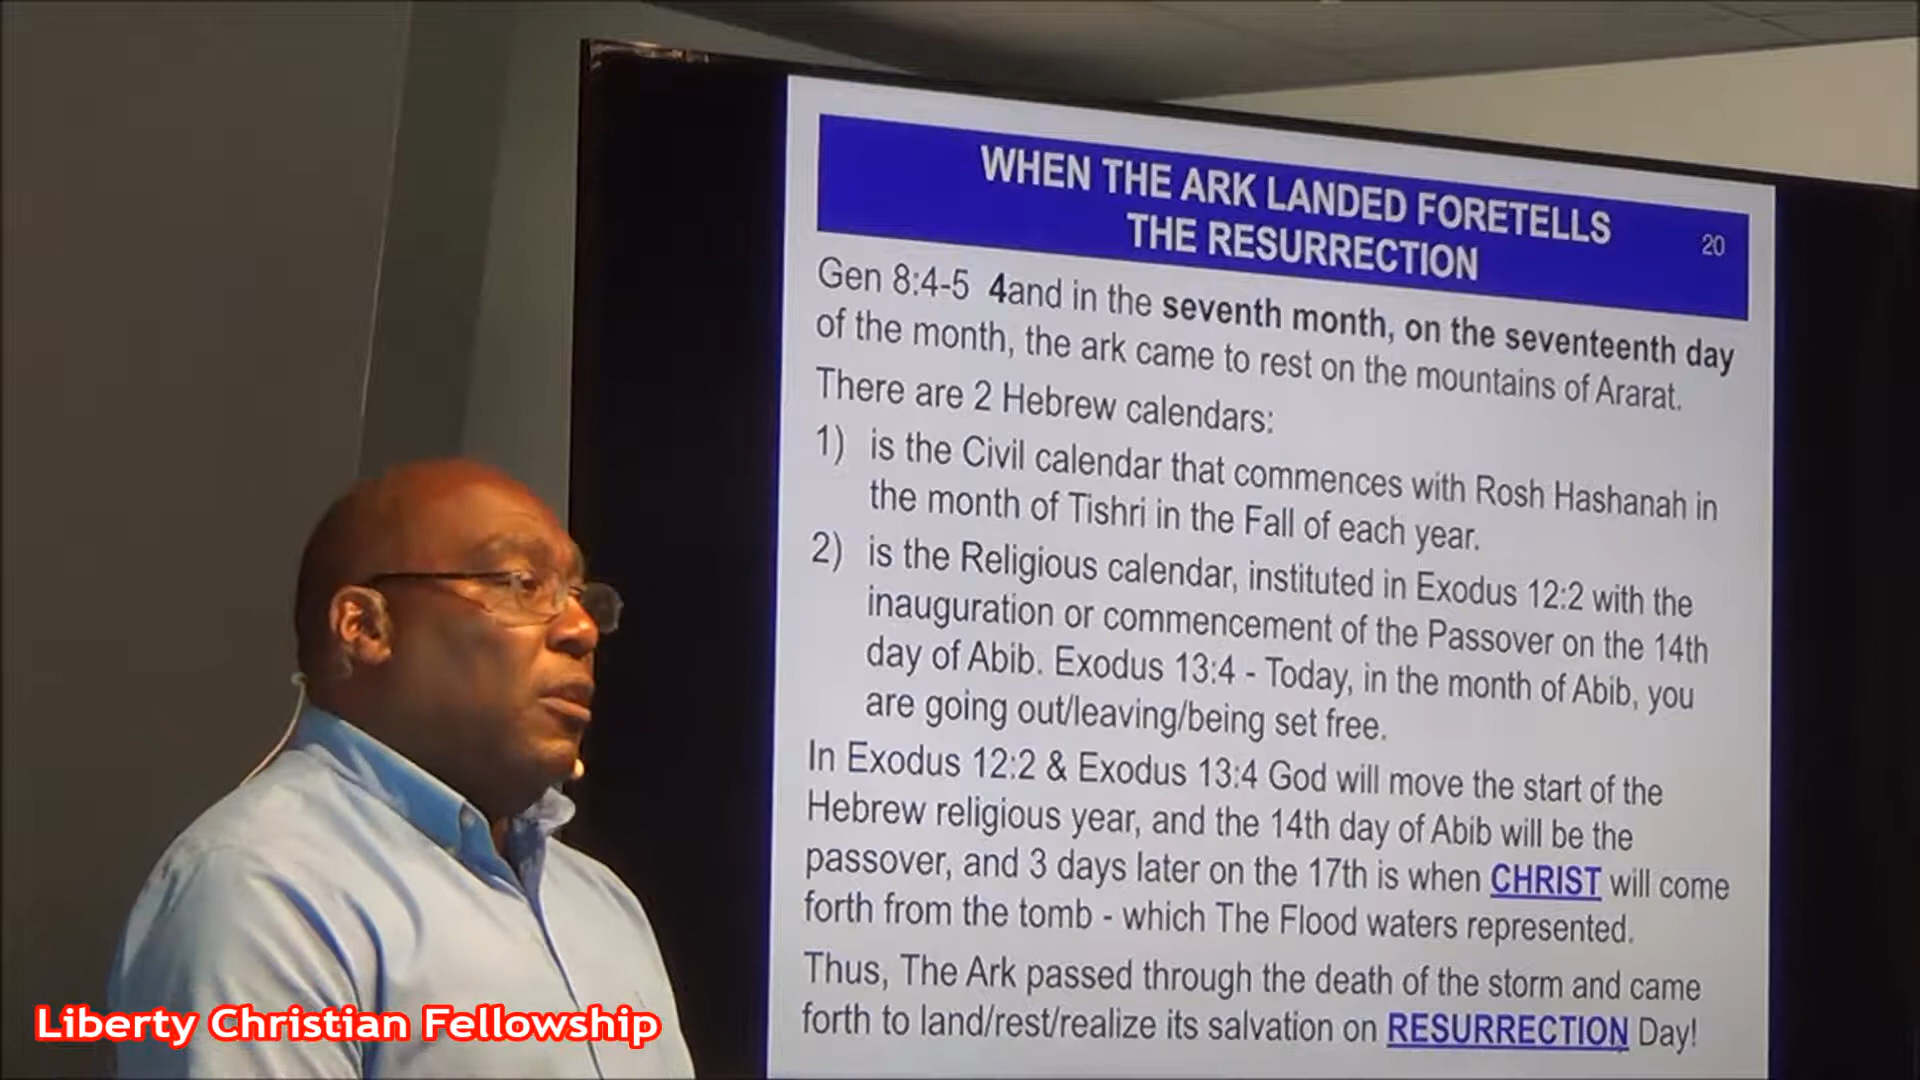 WHEN THE ARK LANDED FORETELLS
THE RESURRECTION
20
Gen 8:4-5 4and in the seventh month, on the seventeenth day
of the month, the ark came to rest on the mountains of Ararat.
There are 2 Hebrew calendars:
1) is the Civil calendar that commences with Rosh Hashanah in
the month of Tishri in the Fall of each year.
2) is the Religious calendar, instituted in Exodus 12:2 with the
inauguration or commencement of the Passover on the 14th
day of Abib. Exodus 13:4 - Today, in the month of Abib, you
are going out/leaving/being set free.
In Exodus 12:2 & Exodus 13:4 God will move the start of the
Hebrew religious year, and the 14th day of Abib will be the
passover, and 3 days later on the 17th is when CHRIST will come
forth from the tomb - which The Flood waters represented.
Thus, The Ark passed through the death of the storm and came
forth to land/rest/realize its salvation on RESURRECTION Day!
Liberty Christian Fellowship